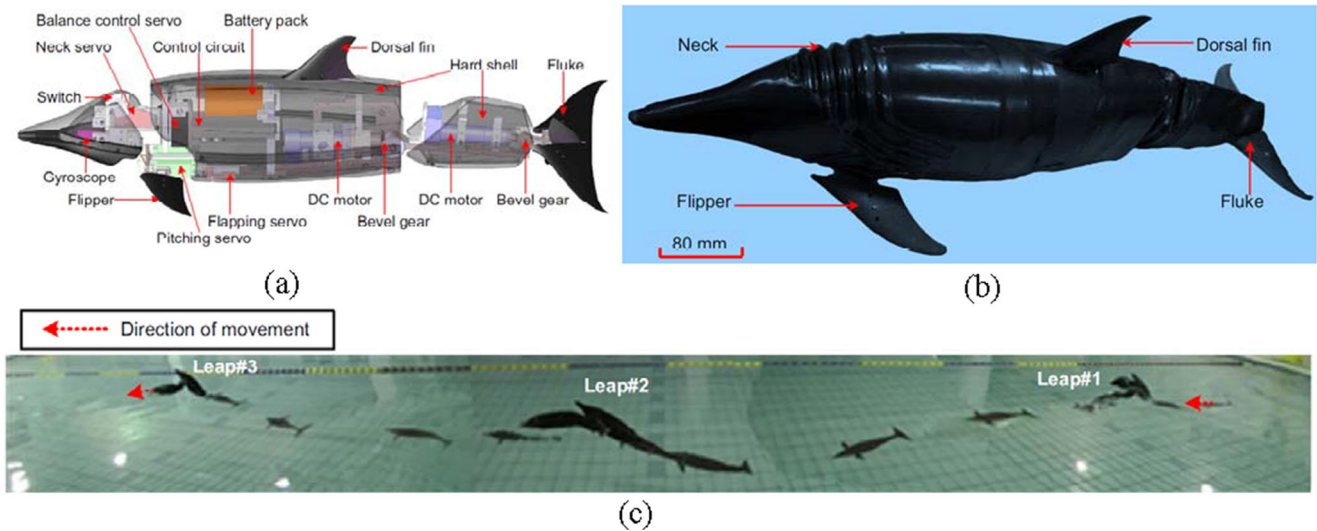 Balance control servo
Battery pack
Neck servo
Control circuit
Dorsal fin
Hard shell
Fluke
Switch
Gyroscope
Flipper
Pitching servo
Flapping servo
DC motor
Bevel gear
DC motor
Bevel gear
(a)
Neck
Dorsal fin
Flipper
Fluke
80 mm
(b)
Direction of movement
Leap#3
Leap#2
Leap#1
(c)